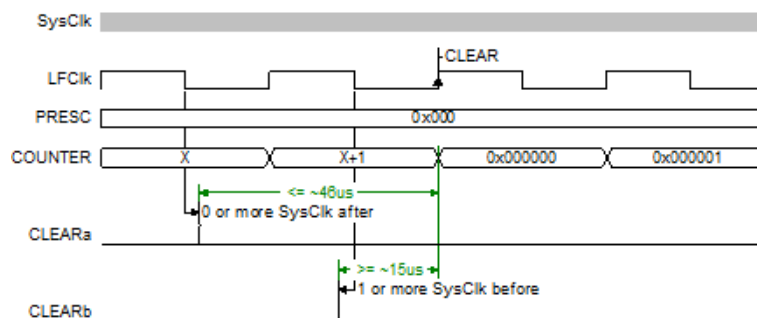 SysClk
CLEAR
LFClk
PRESC
0x000
COUNTER
X
X+1
0x000000
0x000001
<= ~46us
0 or more SysClk after
CLEARa
>= ~15us
1 or more SysClk before
CLEARb